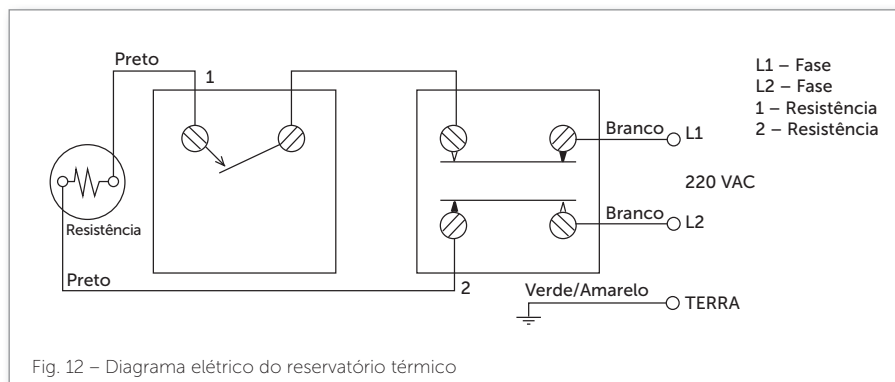 Preto
1
L1 – Fase
L2 – Fase
1 – Resistência
2 – Resistência
Branco
L1
220 VAC
Resistência
Branco
L2
Preto
2
Verde/Amarelo
TERRA
Fig. 12 – Diagrama elétrico do reservatório térmico